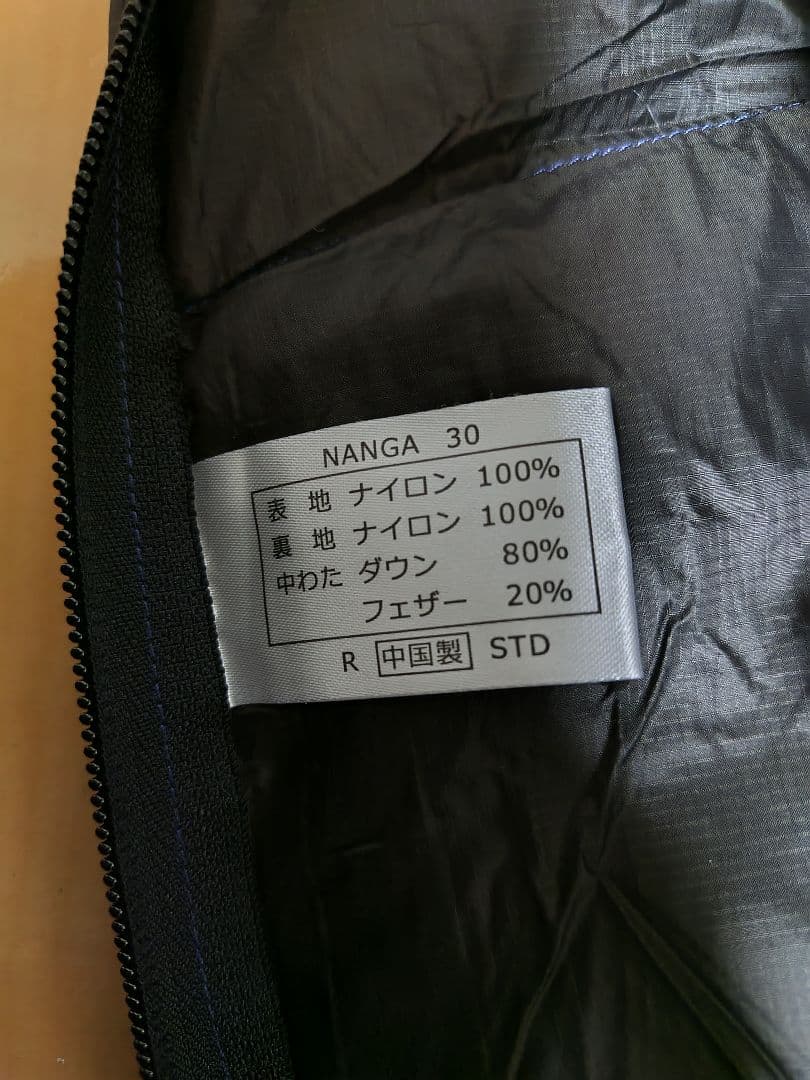 NANGA 30
表 地 ナイロン 100%
裏 地 ナイロン 100%
中わた ダウン 80%
フェザー 20%
R 中国製 STD